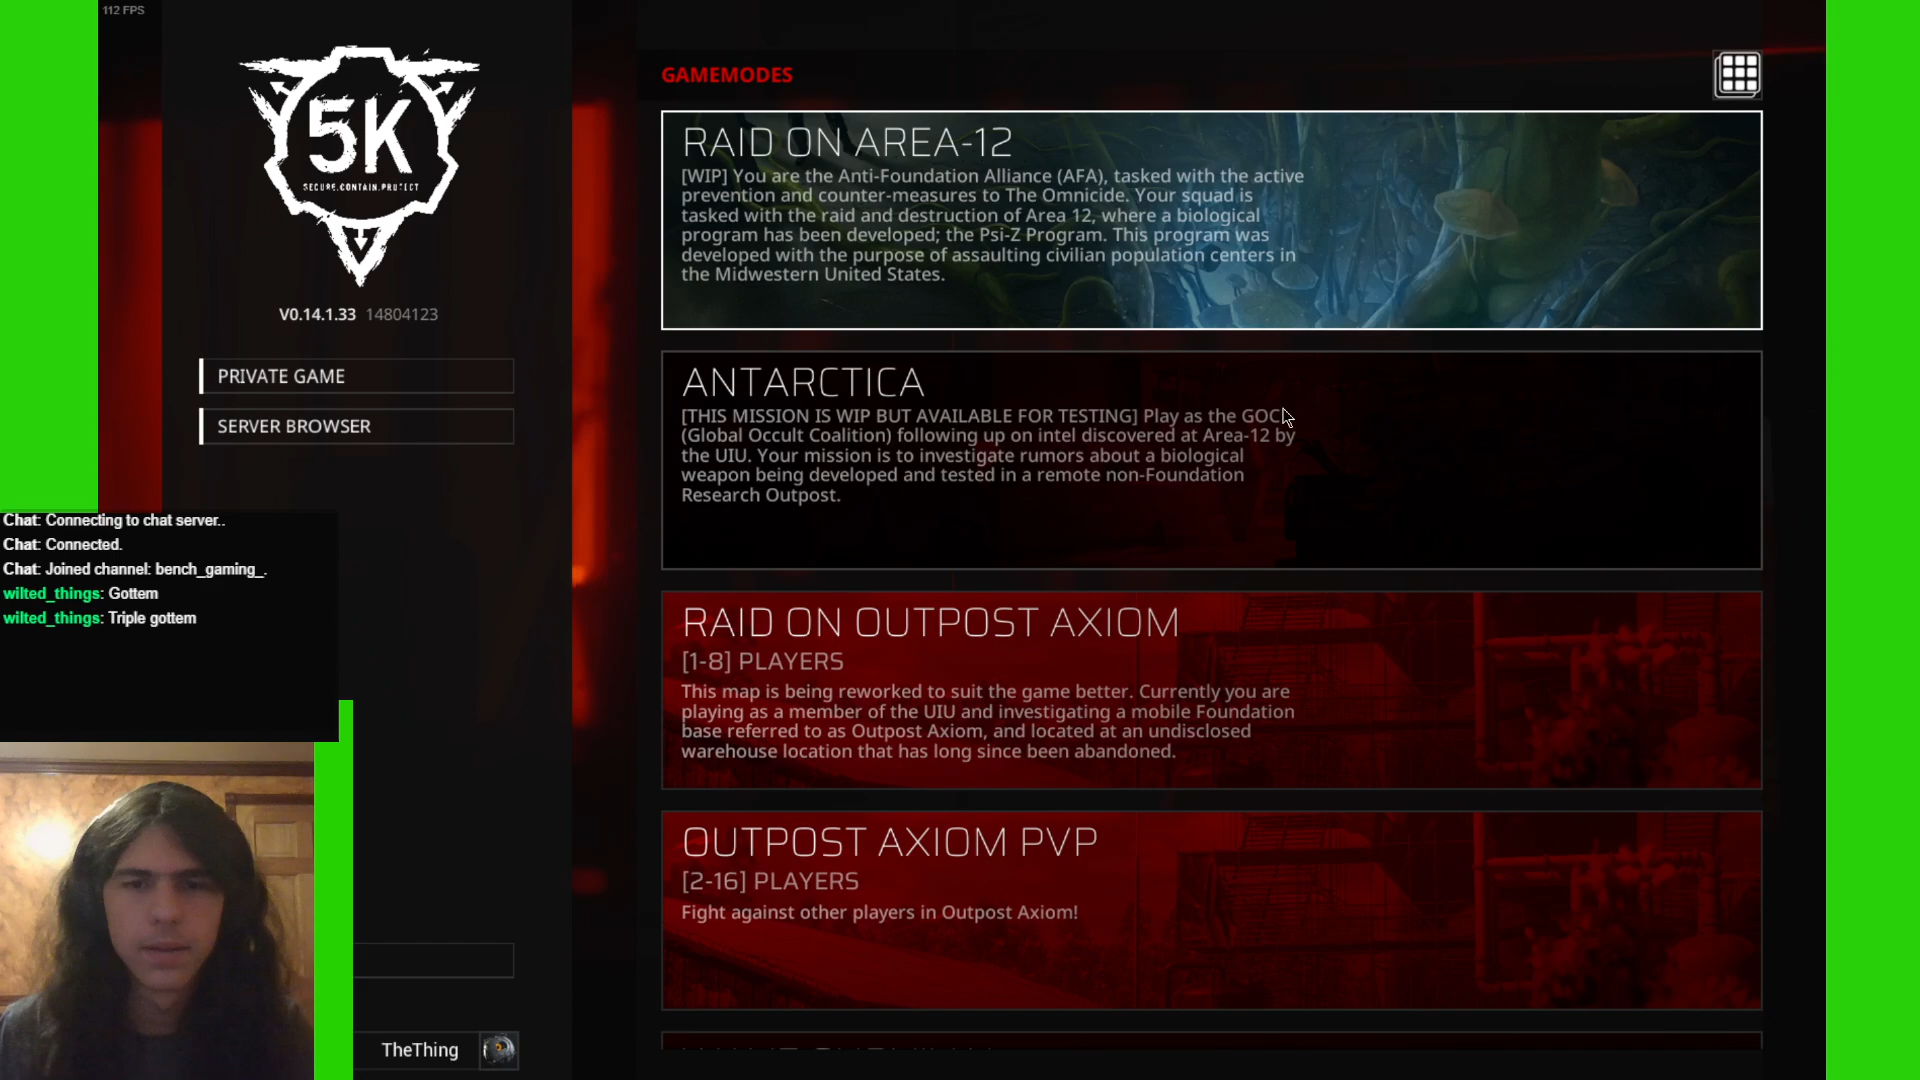 112 FPS
5K
SECURE.CONTAIN.PROTECT
V0.14.1.33 14804123
PRIVATE GAME
SERVER BROWSER
Chat: Connecting to chat server..
Chat: Connected.
Chat: Joined channel: bench_gaming_.
wilted_things: Gottem
wilted_things: Triple gottem
TheThing
GAMEMODES
RAID ON AREA-12
[WIP] You are the Anti-Foundation Alliance (AFA), tasked with the active
prevention and counter-measures to The Omnicide. Your squad is
tasked with the raid and destruction of Area 12, where a biological
program has been developed; the Psi-Z Program. This program was
developed with the purpose of assaulting civilian population centers in
the Midwestern United States.
ANTARCTICA
[THIS MISSION IS WIP BUT AVAILABLE FOR TESTING] Play as the GOC
(Global Occult Coalition) following up on intel discovered at Area-12 by
the UIU. Your mission is to investigate rumors about a biological
weapon being developed and tested in a remote non-Foundation
Research Outpost.
RAID ON OUTPOST AXIOM
[1-8] PLAYERS
This map is being reworked to suit the game better. Currently you are
playing as a member of the UIU and investigating a mobile Foundation
base referred to as Outpost Axiom, and located at an undisclosed
warehouse location that has long since been abandoned.
OUTPOST AXIOM PVP
[2-16] PLAYERS
Fight against other players in Outpost Axiom!